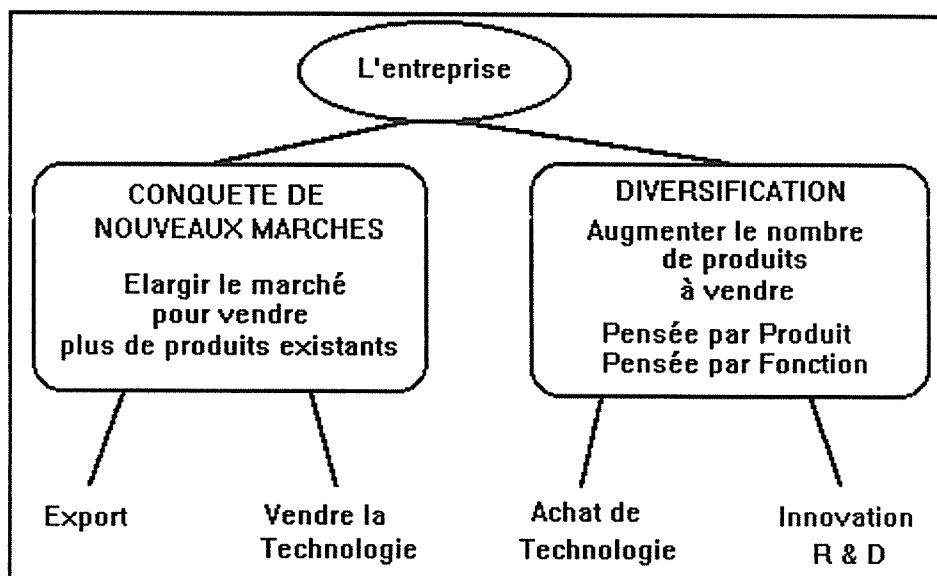 L'entreprise
CONQUETE DE
NOUVEAUX MARCHES
Elargir le marché
pour vendre
plus de produits existants
DIVERSIFICATION
Augmenter le nombre
de produits
à vendre
Pensée par Produit
Pensée par Fonction
Export
Vendre la
Technologie
Achat de
Technologie
Innovation
R & D